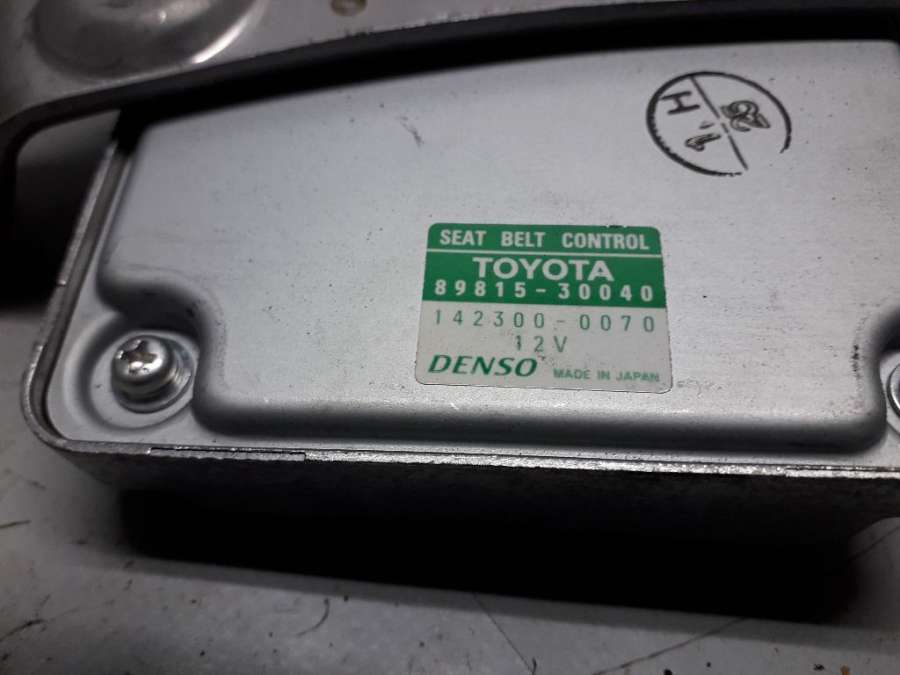 SEAT BELT CONTROL
TOYOTA
89815-30040
142300-0070
12V
DENSO MADE IN JAPAN